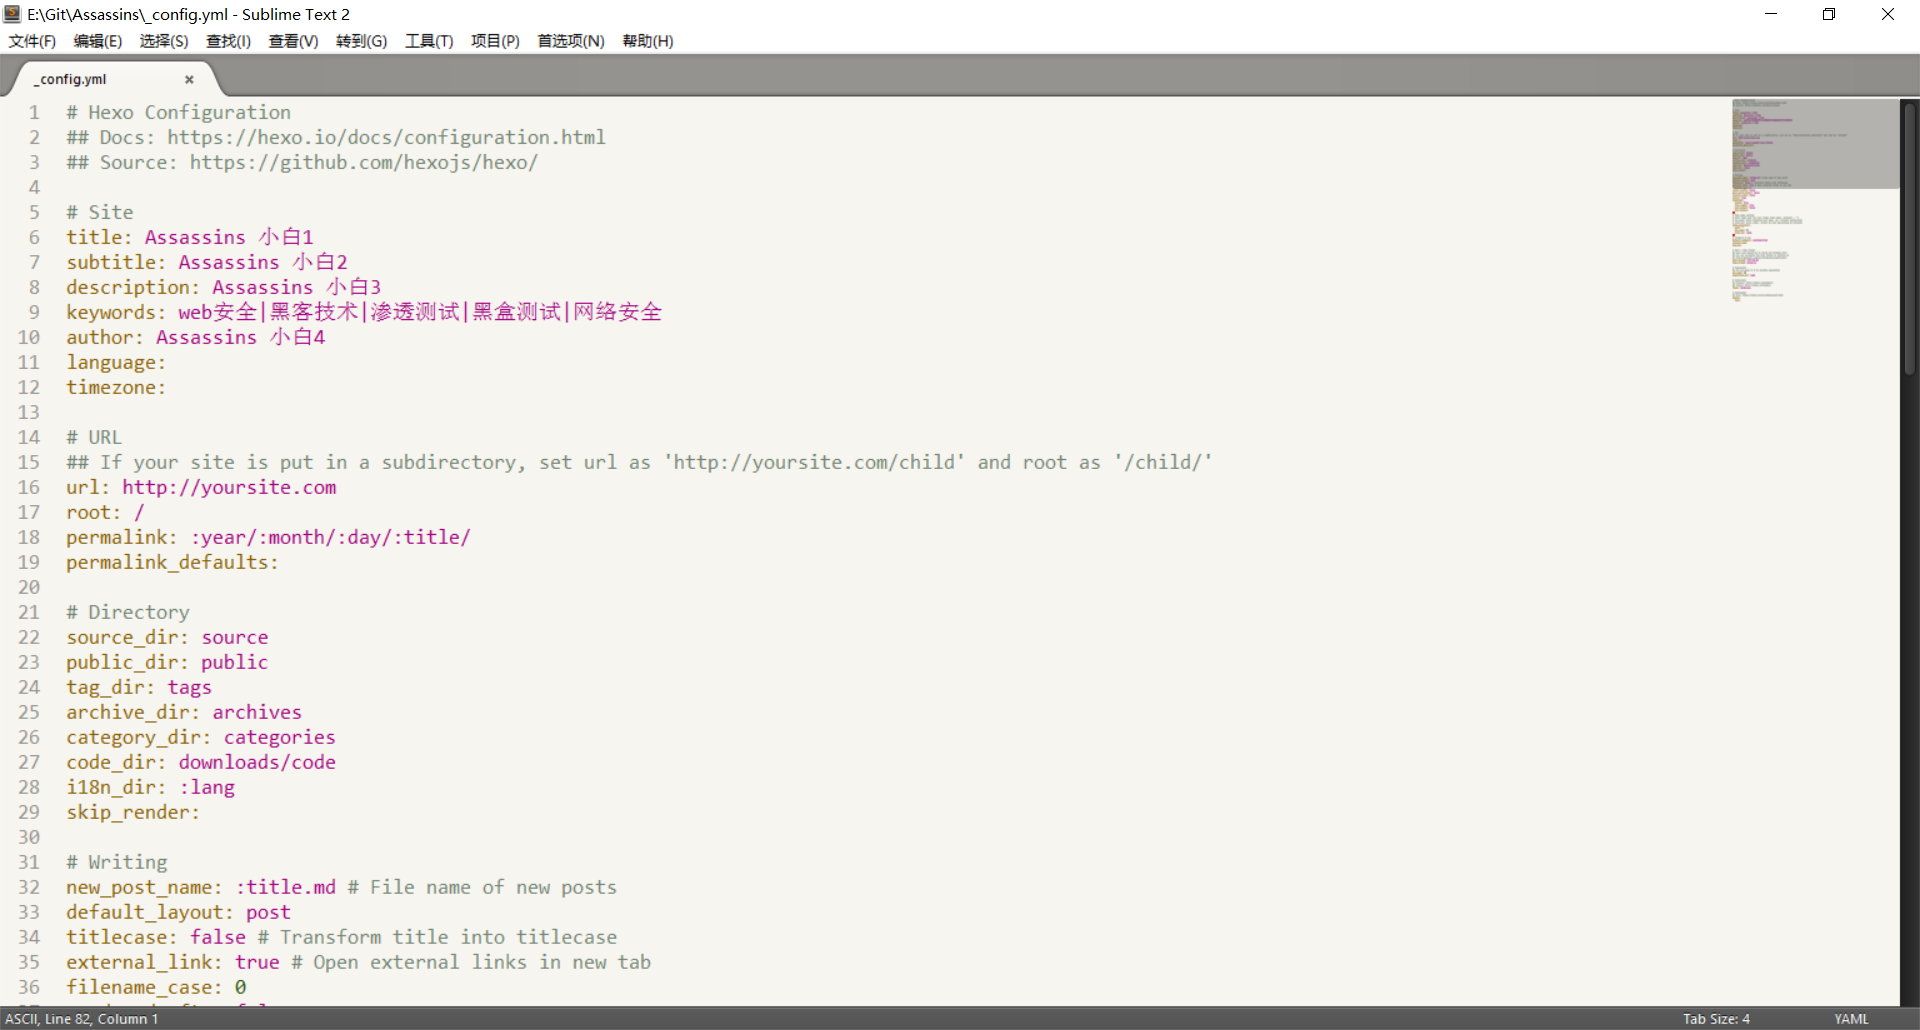 E:\Git\Assassins\_config.yml - Sublime Text 2
文件(F) 编辑(E) 选择(S) 查找(I) 查看(V) 转到(G) 工具(T) 项目(P) 首选项(N) 帮助(H)
_config.yml
1 # Hexo Configuration
2 ## Docs: https://hexo.io/docs/configuration.html
3 ## Source: https://github.com/hexojs/hexo/
4
5 # Site
6 title: Assassins 小白1
7 subtitle: Assassins 小白2
8 description: Assassins 小白3
9 keywords: web安全|黑客技术|渗透测试|黑盒测试|网络安全
10 author: Assassins 小白4
11 language:
12 timezone:
13
14 # URL
15 ## If your site is put in a subdirectory, set url as 'http://yoursite.com/child' and root as '/child/'
16 url: http://yoursite.com
17 root: /
18 permalink: :year/:month/:day/:title/
19 permalink_defaults:
20
21 # Directory
22 source_dir: source
23 public_dir: public
24 tag_dir: tags
25 archive_dir: archives
26 category_dir: categories
27 code_dir: downloads/code
28 i18n_dir: :lang
29 skip_render:
30
31 # Writing
32 new_post_name: :title.md # File name of new posts
33 default_layout: post
34 titlecase: false # Transform title into titlecase
35 external_link: true # Open external links in new tab
36 filename_case: 0
ASCII, Line 82, Column 1
Tab Size: 4
YAML